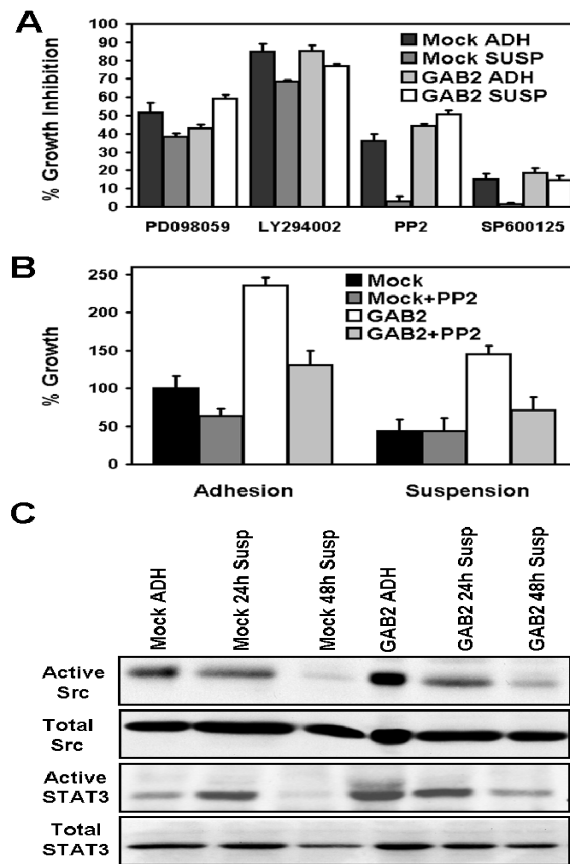 A
% Growth Inhibition
100
90
80
70
60
50
40
30
20
10
0
Mock ADH
Mock SUSP
GAB2 ADH
GAB2 SUSP
PD098059 LY294002 PP2 SP600125
B
% Growth
250
200
150
100
50
0
Mock
Mock+PP2
GAB2
GAB2+PP2
Adhesion Suspension
C
Mock ADH
Mock 24h Susp
Mock 48h Susp
GAB2 ADH
GAB2 24h Susp
GAB2 48h Susp
Active
Src
Total
Src
Active
STAT3
Total
STAT3